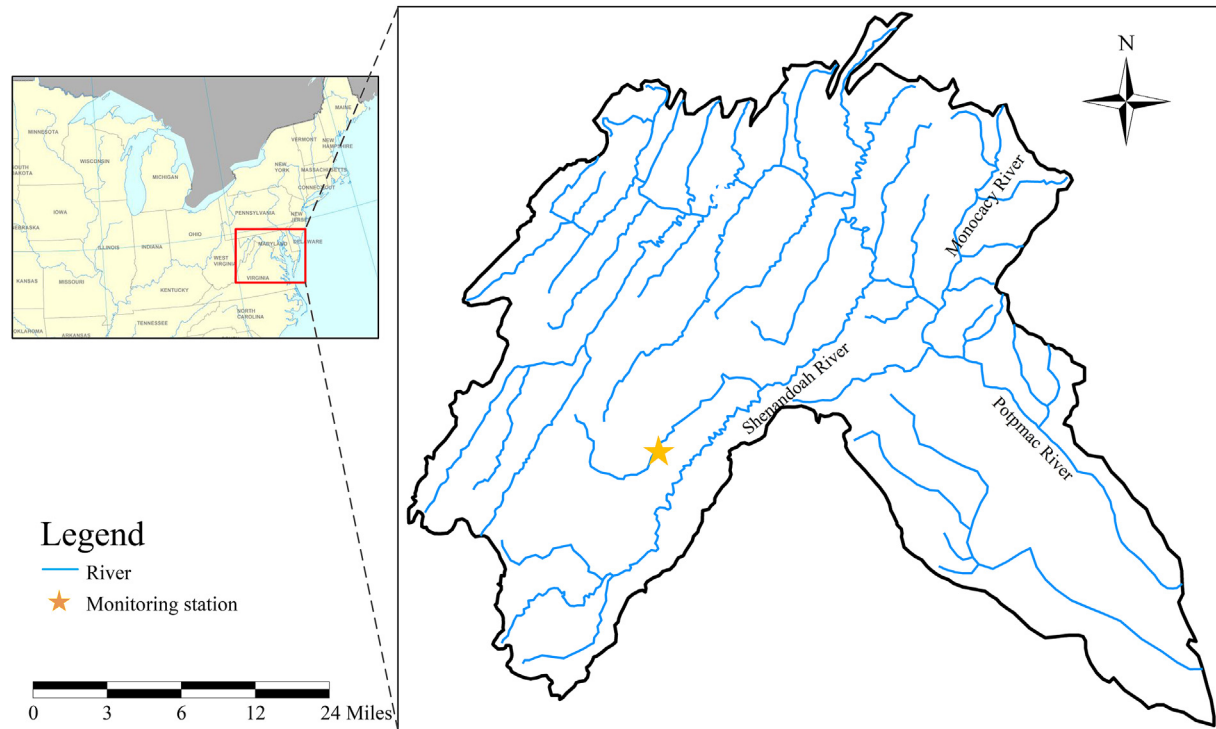 MAINE
MINNESOTA
VERMONT
NEW
HAMPSHIRE
WISCONSIN
SOUTH
DAKOTA
MICHIGAN
NEW
YORK
MASSACHUSETTS
CONNECTICUT
IOWA
PENNSYLVANIA
NEW
JERSEY
NEBRASKA
OHIO
ILLINOIS
INDIANA
MARYLAND
DELAWARE
WEST
VIRGINIA
KANSAS
MISSOURI
VIRGINIA
KENTUCKY
NORTH
CAROLINA
TENNESSEE
OKLAHOMA
ARKANSAS
N
Monocacy River
Shenandoah River
Potpmac River
Legend
River
Monitoring station
0 3 6 12 24 Miles